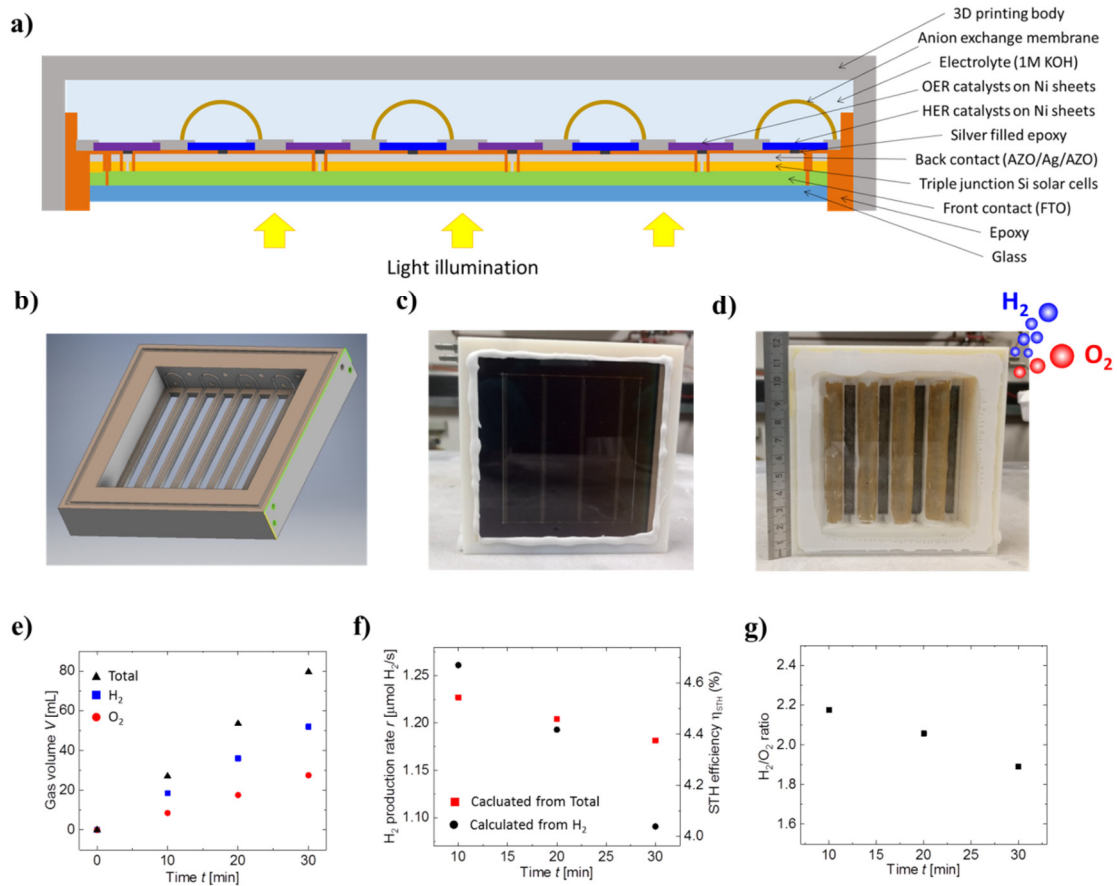 a)
3D printing body
Anion exchange membrane
Electrolyte (1M KOH)
OER catalysts on Ni sheets
HER catalysts on Ni sheets
Silver filled epoxy
Back contact (AZO/Ag/AZO)
Triple junction Si solar cells
Front contact (FTO)
Epoxy
Glass
Light illumination
b)
c)
d)
H2
O2
e)
Gas volume V [mL]
80
60
40
20
0
Total
H2
O2
0
10
20
30
Time t [min]
f)
H2 production rate r [µmol H2/s]
1.25
1.20
1.15
1.10
Cacluated from Total
Calculated from H2
10
20
30
Time t [min]
4.6
4.4
4.2
4.0
STH efficiency ηSTH (%)
g)
H2/O2 ratio
2.4
2.2
2.0
1.8
1.6
10
15
20
25
30
Time t [min]